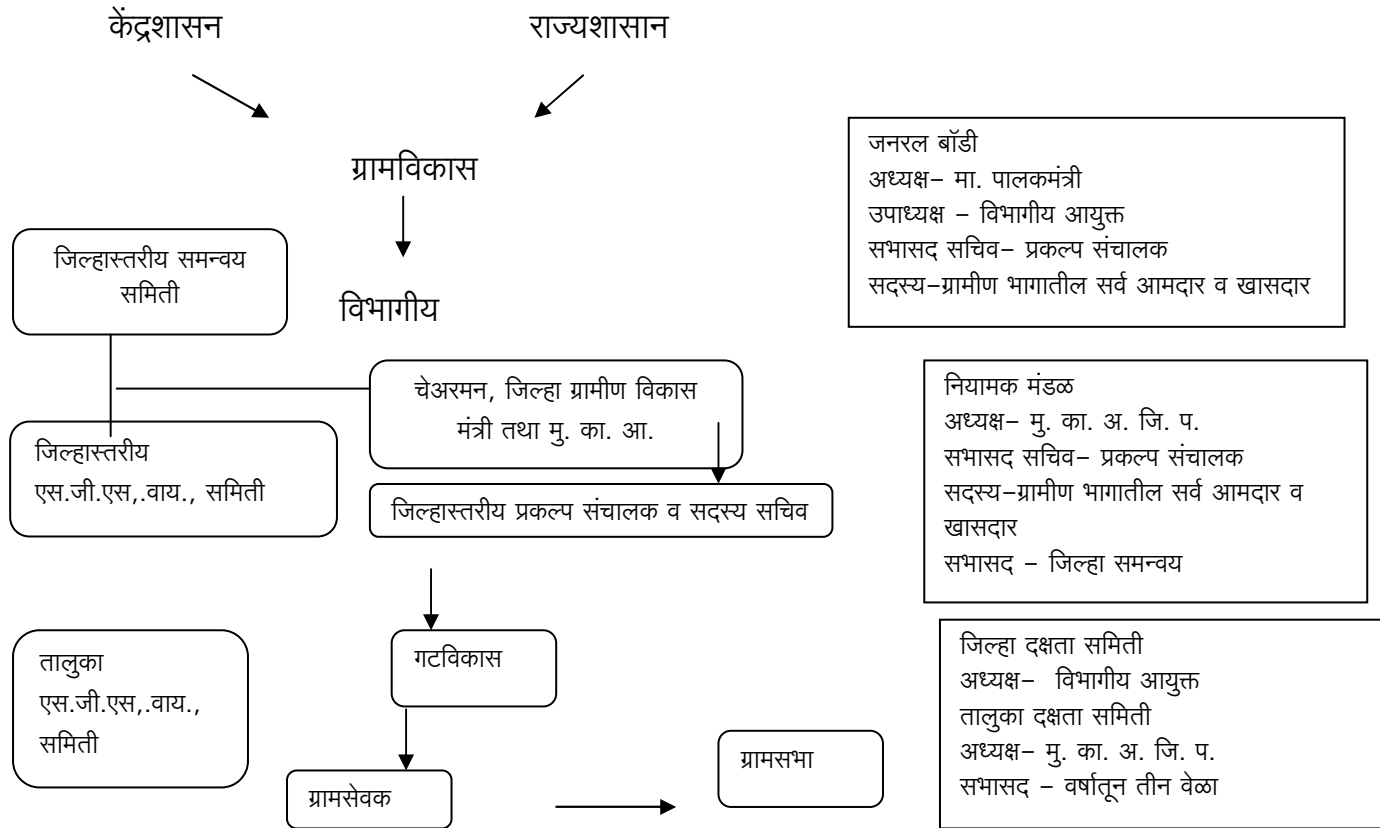 केंद्रशासन
राज्यशासान
ग्रामविकास
विभागीय
जिल्हास्तरीय समन्वय
समिती
चेअरमन, जिल्हा ग्रामीण विकास
मंत्री तथा मु. का. आ.
जिल्हास्तरीय
एस.जी.एस,.वाय., समिती
जिल्हास्तरीय प्रकल्प संचालक व सदस्य सचिव
गटविकास
तालुका
एस.जी.एस,.वाय.,
समिती
ग्रामसेवक
ग्रामसभा
जनरल बॉडी
अध्यक्ष– मा. पालकमंत्री
उपाध्यक्ष – विभागीय आयुक्त
सभासद सचिव– प्रकल्प संचालक
सदस्य–ग्रामीण भागातील सर्व आमदार व खासदार
नियामक मंडळ
अध्यक्ष– मु. का. अ. जि. प.
सभासद सचिव– प्रकल्प संचालक
सदस्य–ग्रामीण भागातील सर्व आमदार व
खासदार
सभासद – जिल्हा समन्वय
जिल्हा दक्षता समिती
अध्यक्ष– विभागीय आयुक्त
तालुका दक्षता समिती
अध्यक्ष– मु. का. अ. जि. प.
सभासद – वर्षातून तीन वेळा